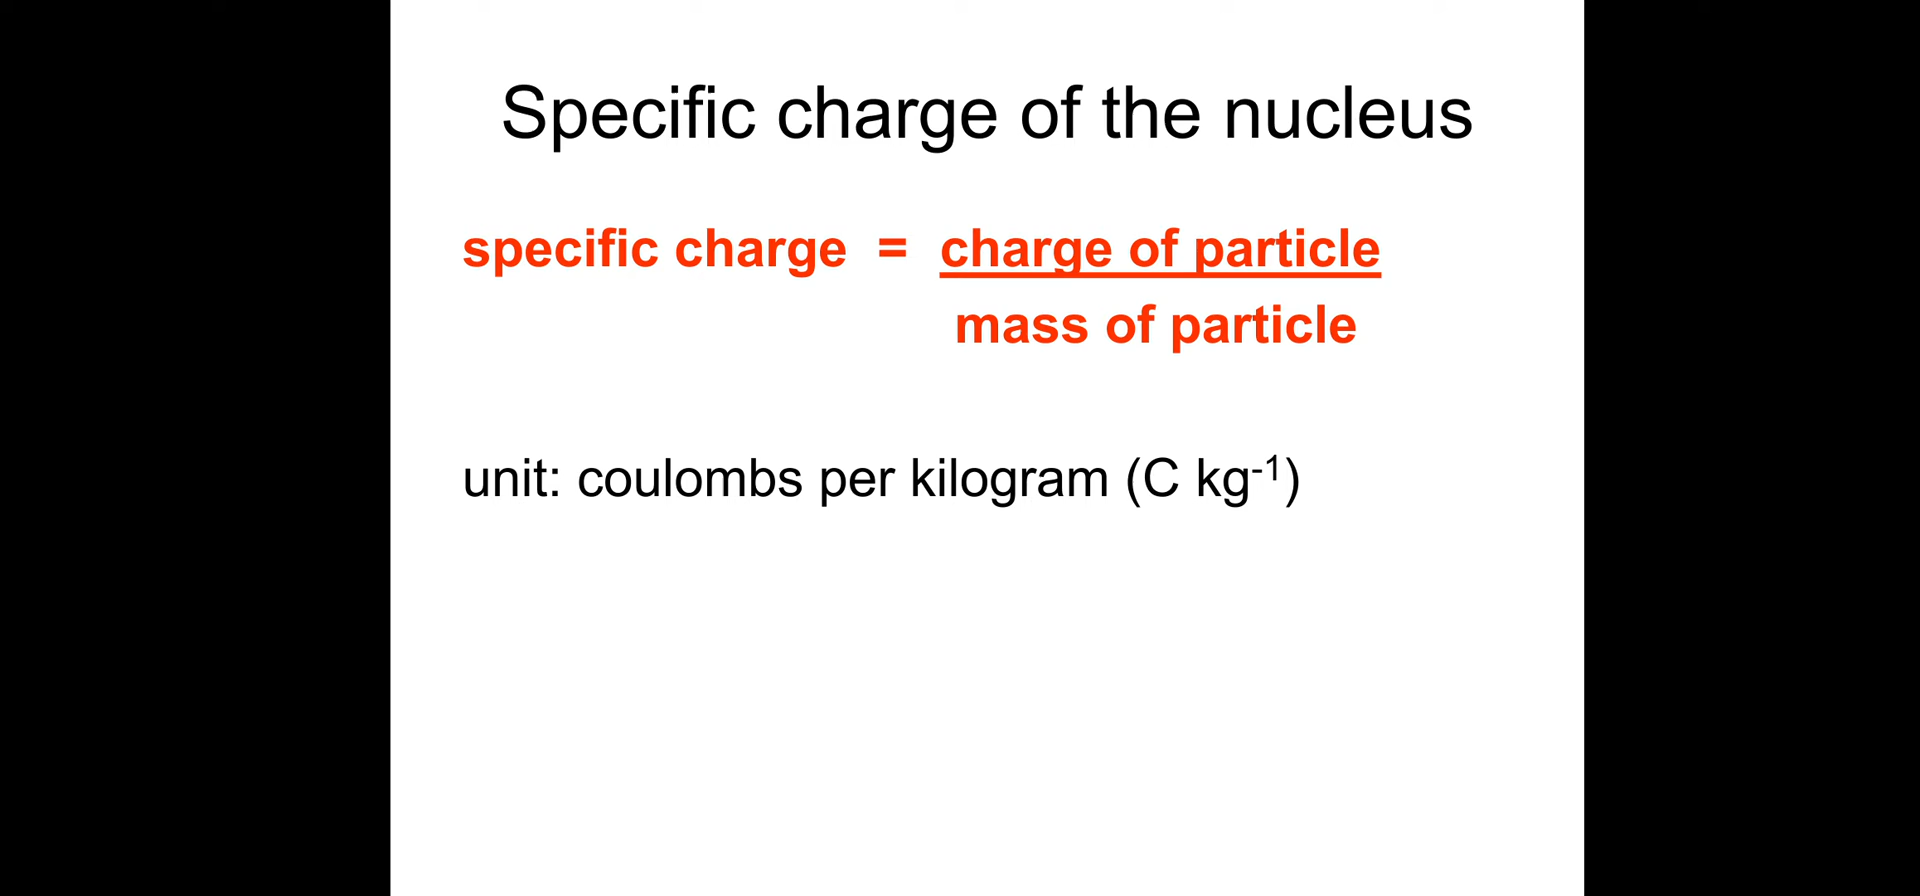 Specific charge of the nucleus
specific charge = charge of particle
mass of particle
unit: coulombs per kilogram (C kg⁻¹)